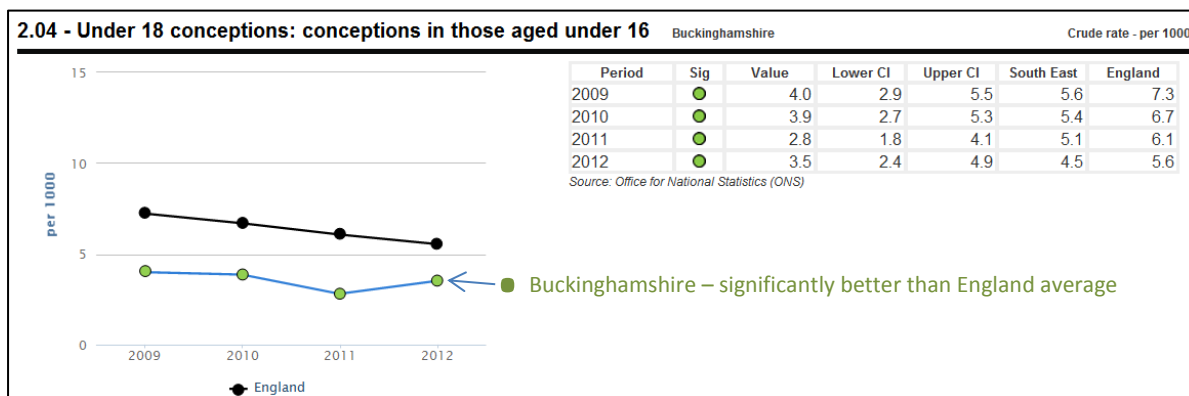 2.04 - Under 18 conceptions: conceptions in those aged under 16 Buckinghamshire Crude rate - per 1000
Period Sig Value Lower CI Upper CI South East England
2009 4.0 2.9 5.5 5.6 7.3
2010 3.9 2.7 5.3 5.4 6.7
2011 2.8 1.8 4.1 5.1 6.1
2012 3.5 2.4 4.9 4.5 5.6
Source: Office for National Statistics (ONS)
15
10
5
0
per 1000
2009 2010 2011 2012
England
Buckinghamshire – significantly better than England average